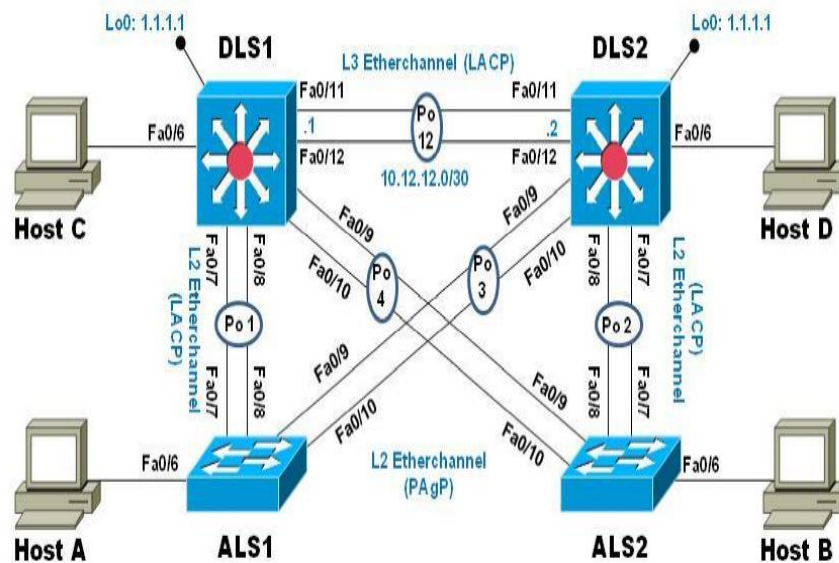 Lo0: 1.1.1.1
Lo0: 1.1.1.1
DLS1
DLS2
L3 Etherchannel (LACP)
Fa0/11
Fa0/11
Po
12
.1
.2
Fa0/6
Fa0/6
Fa0/12
Fa0/12
10.12.12.0/30
Host C
Host D
Fa0/9
Fa0/10
Fa0/9
Fa0/10
Po
4
Po
3
Fa0/7
Fa0/8
Fa0/8
Fa0/7
L2 Etherchannel
(LACP)
Po 1
Po 2
L2 Etherchannel
(LACP)
Fa0/7
Fa0/8
Fa0/9
Fa0/10
Fa0/9
Fa0/10
Fa0/8
Fa0/7
L2 Etherchannel
(PAgP)
Fa0/6
Fa0/6
Host A
ALS1
ALS2
Host B